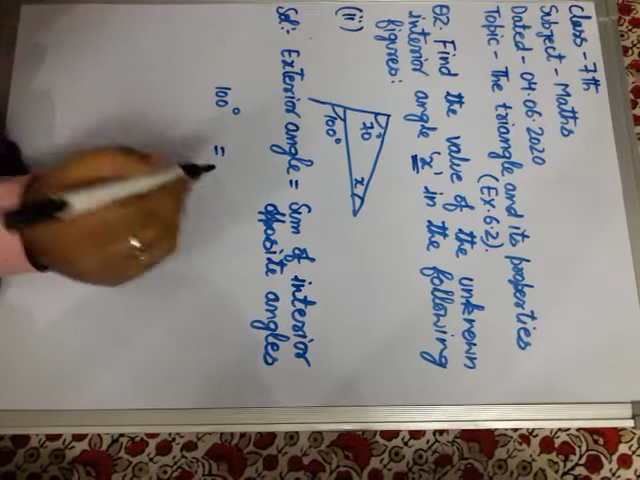 Class - 7th
Subject - Maths
Dated - 04.06.2020
Topic - The triangle and its properties
(Ex. 6.2).
Q2. Find the value of the unknown
interior angle 'x' in the following
figures:
(ii)
70°
100°
x
Sol:- Exterior angle = Sum of interior
opposite angles
100° =